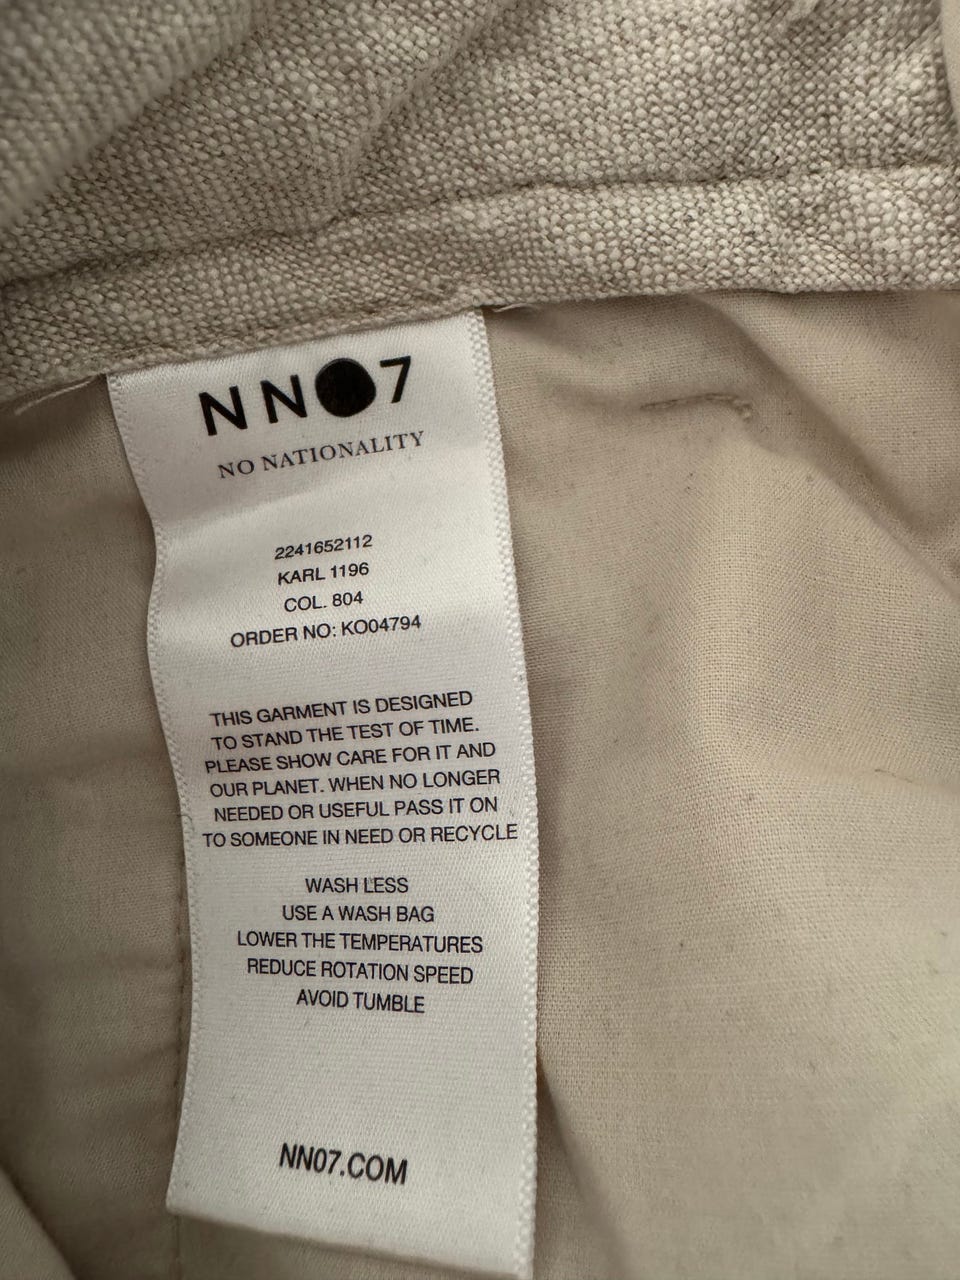 NN07
NO NATIONALITY
2241652112
KARL 1196
COL. 804
ORDER NO: KO04794
THIS GARMENT IS DESIGNED
TO STAND THE TEST OF TIME.
PLEASE SHOW CARE FOR IT AND
OUR PLANET. WHEN NO LONGER
NEEDED OR USEFUL PASS IT ON
TO SOMEONE IN NEED OR RECYCLE
WASH LESS
USE A WASH BAG
LOWER THE TEMPERATURES
REDUCE ROTATION SPEED
AVOID TUMBLE
NN07.COM